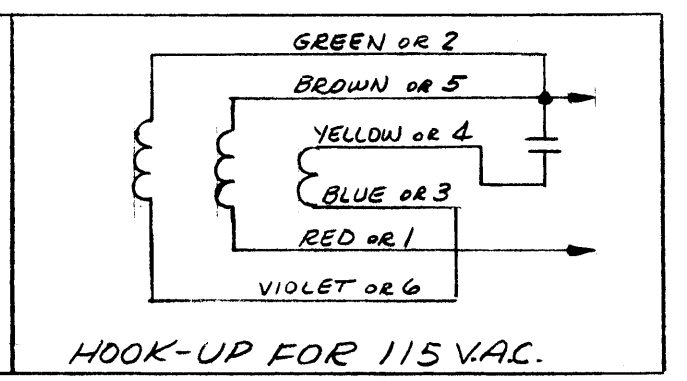 GREEN OR 2
BROWN OR 5
YELLOW OR 4
BLUE OR 3
RED OR 1
VIOLET OR 6
HOOK-UP FOR 115 V.A.C.